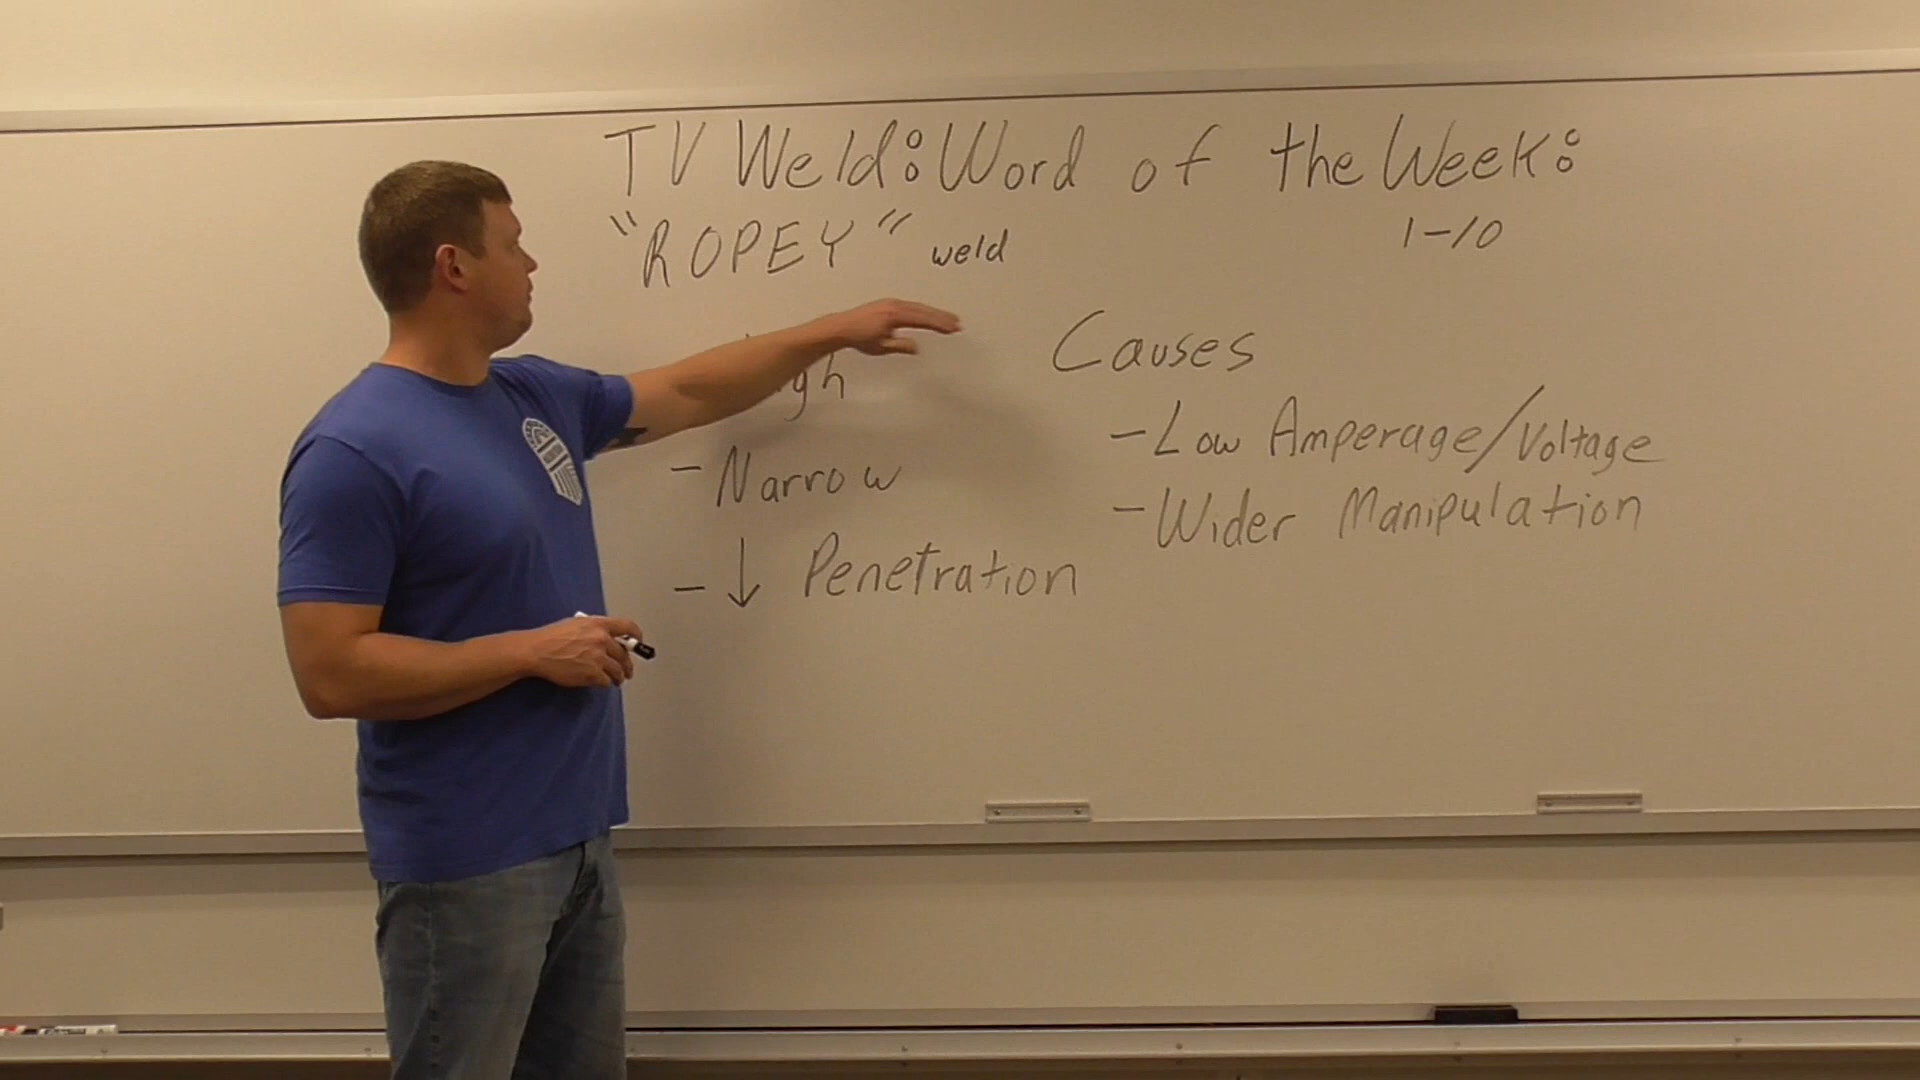 TV Weld: Word of the Week:
"ROPEY" weld
1-10
- Narrow
- ↓ Penetration
Causes
- Low Amperage/Voltage
- Wider Manipulation